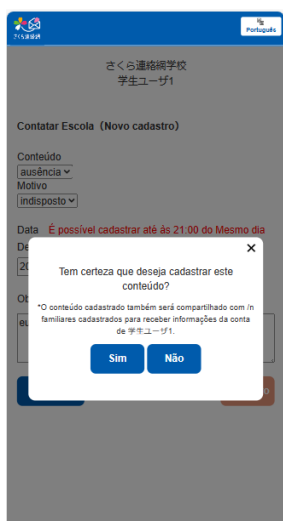 さくら連絡網
Português
さくら連絡網学校
学生ユーザ1
Contatar Escola（Novo cadastro）
Conteúdo
ausência
Motivo
indisposto
Data É possível cadastrar até às 21:00 do Mesmo dia
De
20
Tem certeza que deseja cadastrar este
conteúdo?
*O conteúdo cadastrado também será compartilhado com /n
familiares cadastrados para receber informações da conta
de 学生ユーザ1.
Ob
eu
Sim Não